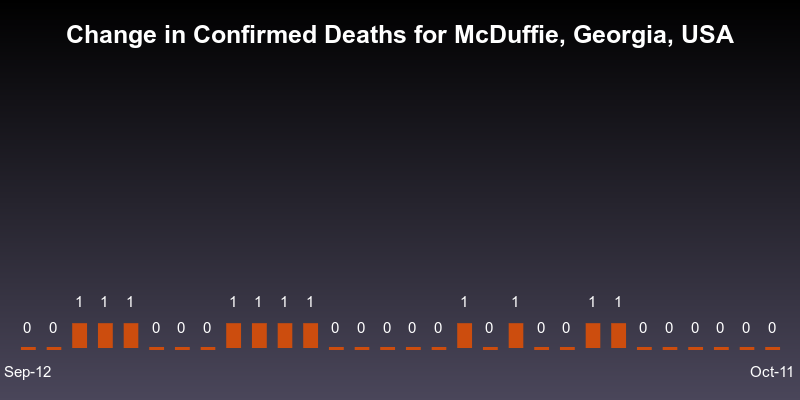 Change in Confirmed Deaths for McDuffie, Georgia, USA
1 1 1 1 1 1 1 1 1 1 1
0 0 0 0 0 0 0 0 0 0 0 0 0 0 0 0 0 0 0
Sep-12 Oct-11